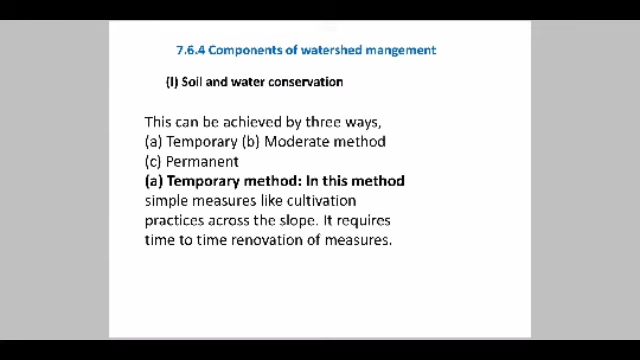 7.6.4 Components of watershed mangement
(I) Soil and water conservation
This can be achieved by three ways,
(a) Temporary (b) Moderate method
(c) Permanent
(a) Temporary method: In this method
simple measures like cultivation
practices across the slope. It requires
time to time renovation of measures.